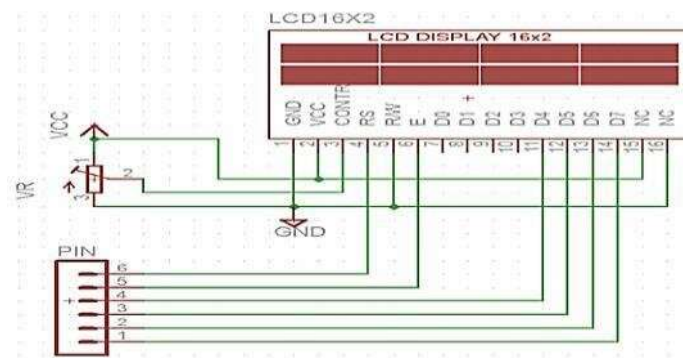 LCD16X2
LCD DISPLAY 16x2
GND
VCC
CONTR
RS
R/W
E
D0
D1
D2
D3
D4
D5
D6
D7
NC
NC
1
2
3
4
5
6
7
8
9
10
11
12
13
14
15
16
VCC
VR
1
2
3
GND
PIN
6
5
4
3
2
1